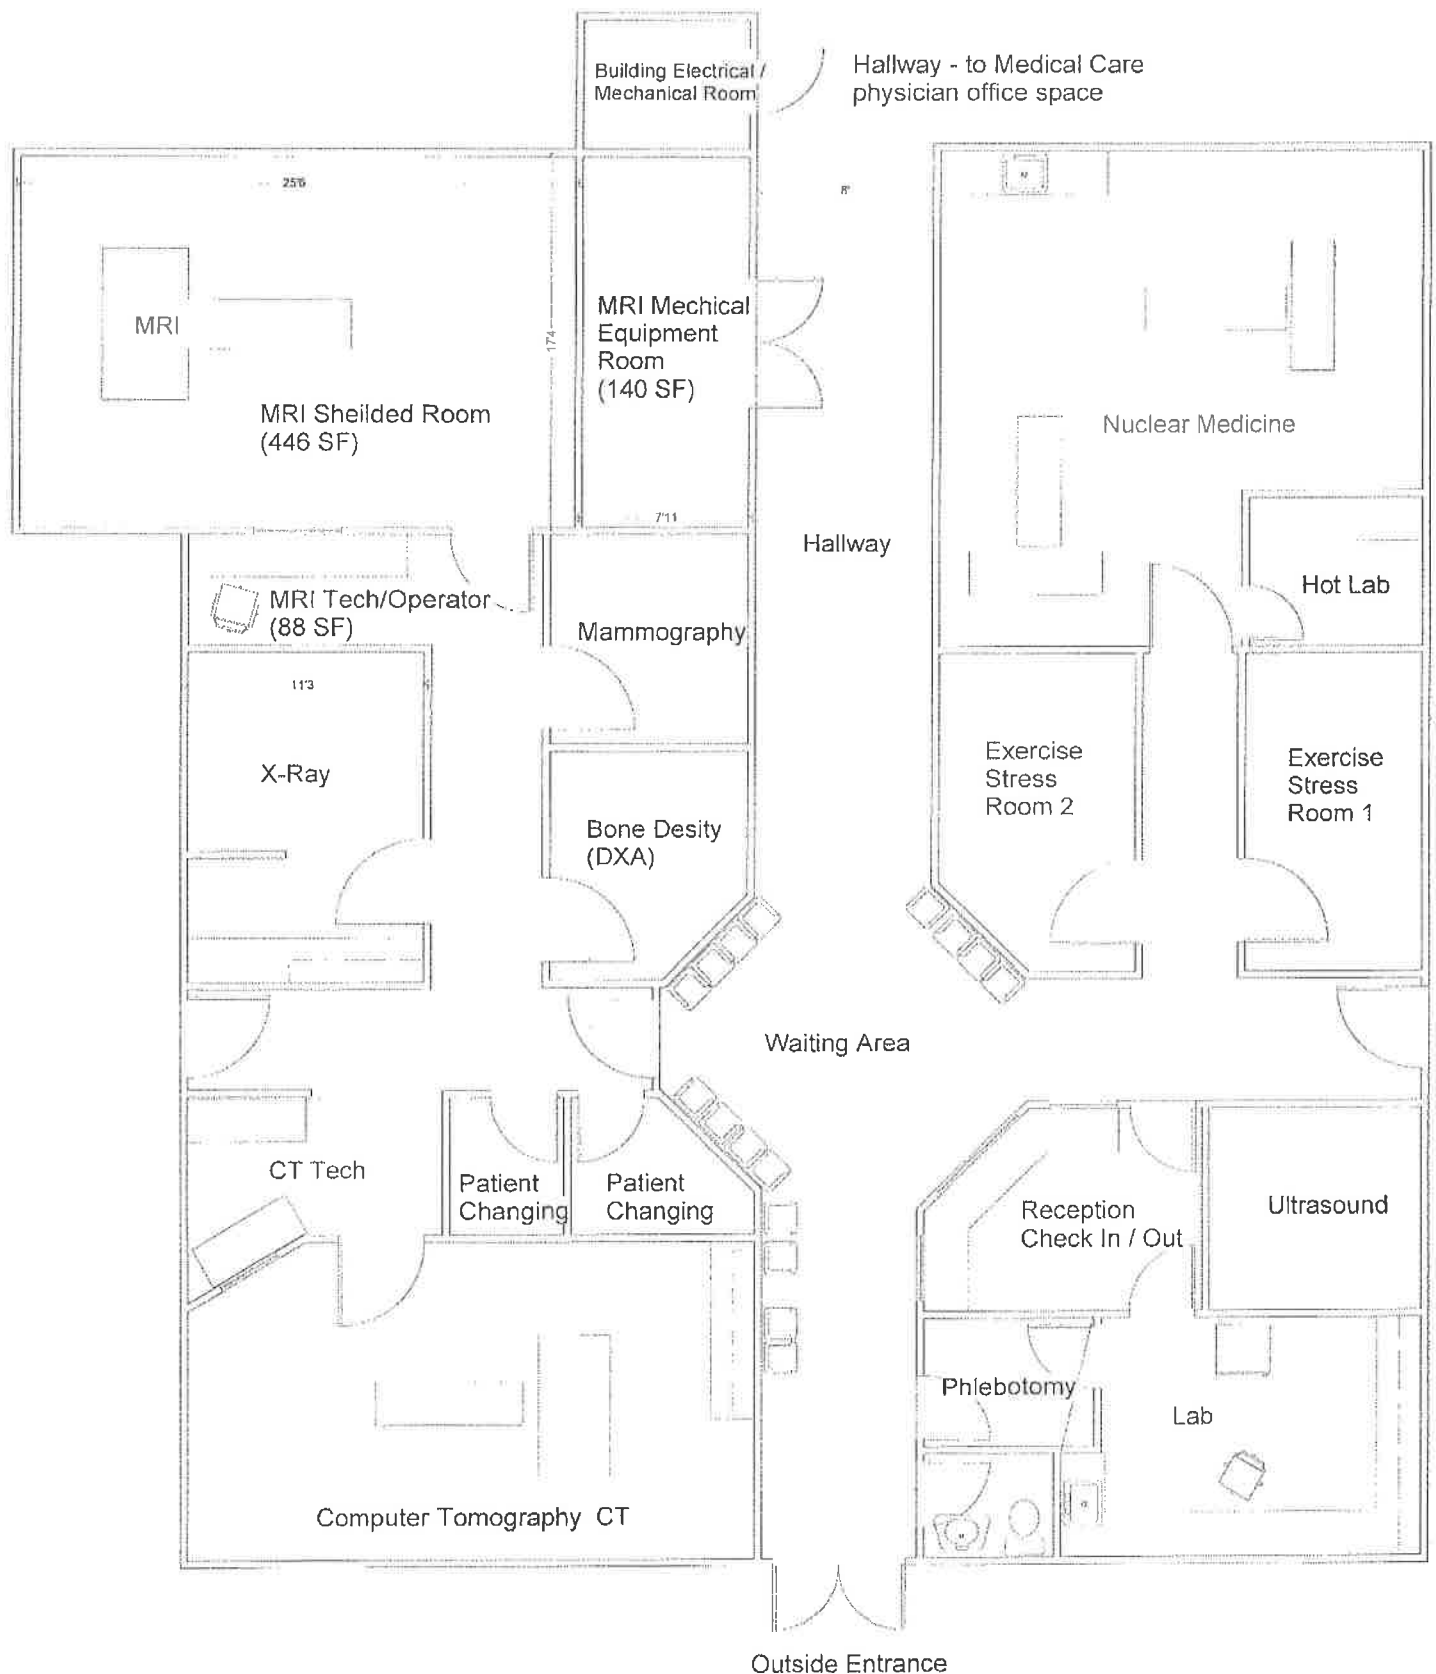 Building Electrical /
Mechanical Room
Hallway - to Medical Care
physician office space
25'5
8'
17'4
MRI
MRI Mechical
Equipment
Room
(140 SF)
MRI Sheilded Room
(446 SF)
Nuclear Medicine
7'11
Hallway
Hot Lab
MRI Tech/Operator
(88 SF)
Mammography
11'3
X-Ray
Exercise
Stress
Room 2
Exercise
Stress
Room 1
Bone Desity
(DXA)
Waiting Area
CT Tech
Patient
Changing
Patient
Changing
Reception
Check In / Out
Ultrasound
Phlebotomy
Lab
Computer Tomography CT
Outside Entrance